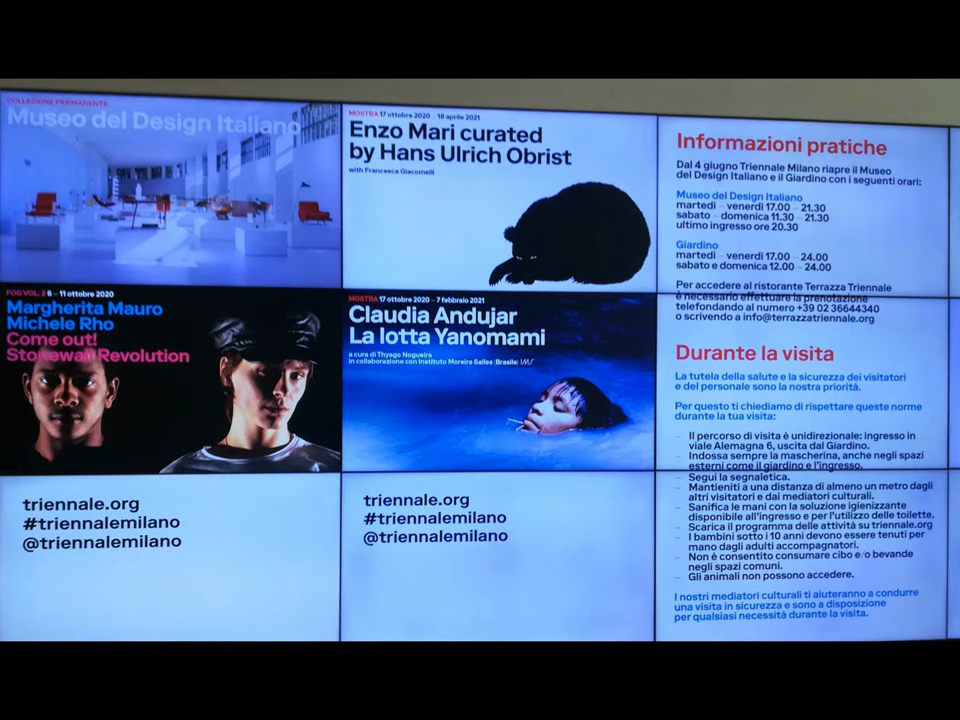 COLLEZIONE PERMANENTE
Museo del Design Italiano
MOSTRA 17 ottobre 2020 – 18 aprile 2021
Enzo Mari curated
by Hans Ulrich Obrist
with Francesca Giacomelli
FOG VOL. 2 6 – 11 ottobre 2020
Margherita Mauro
Michele Rho
Come out!
Stonewall Revolution
MOSTRA 17 ottobre 2020 – 7 febbraio 2021
Claudia Andujar
La lotta Yanomami
a cura di Thyago Nogueira
in collaborazione con Instituto Moreira Salles (Brasile) IMS
triennale.org
#triennalemilano
@triennalemilano
triennale.org
#triennalemilano
@triennalemilano
Informazioni pratiche
Dal 4 giugno Triennale Milano riapre il Museo
del Design Italiano e il Giardino con i seguenti orari:
Museo del Design Italiano
martedì – venerdì 17.00 – 21.30
sabato – domenica 11.30 – 21.30
ultimo ingresso ore 20.30
Giardino
martedì – venerdì 17.00 – 24.00
sabato e domenica 12.00 – 24.00
Per accedere al ristorante Terrazza Triennale
è necessario effettuare la prenotazione
telefondando al numero +39 02 36644340
o scrivendo a info@terrazzatriennale.org
Durante la visita
La tutela della salute e la sicurezza dei visitatori
e del personale sono la nostra priorità.
Per questo ti chiediamo di rispettare queste norme
durante la tua visita:
– Il percorso di visita è unidirezionale: ingresso in
viale Alemagna 6, uscita dal Giardino.
– Indossa sempre la mascherina, anche negli spazi
esterni come il giardino e l'ingresso.
– Segui la segnaletica.
– Mantieniti a una distanza di almeno un metro dagli
altri visitatori e dai mediatori culturali.
– Sanifica le mani con la soluzione igienizzante
disponibile all'ingresso e per l'utilizzo delle toilette.
– Scarica il programma delle attività su triennale.org
– I bambini sotto i 10 anni devono essere tenuti per
mano dagli adulti accompagnatori.
– Non è consentito consumare cibo e/o bevande
negli spazi comuni.
– Gli animali non possono accedere.
I nostri mediatori culturali ti aiuteranno a condurre
una visita in sicurezza e sono a disposizione
per qualsiasi necessità durante la visita.